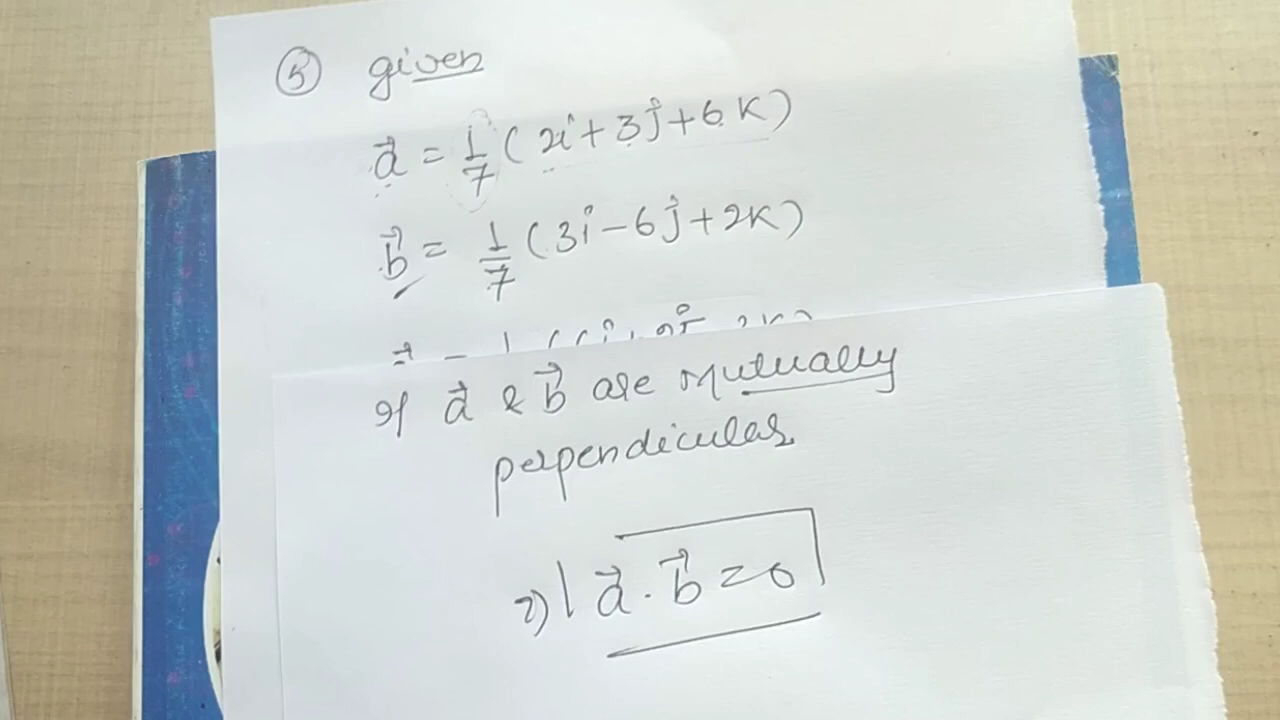 ⑤ given
a⃗ = 1/7 (2i + 3j + 6k)
b⃗ = 1/7 (3i - 6j + 2k)
If a⃗ & b⃗ are mutually
perpendicular
⇒ a⃗ . b⃗ = 0